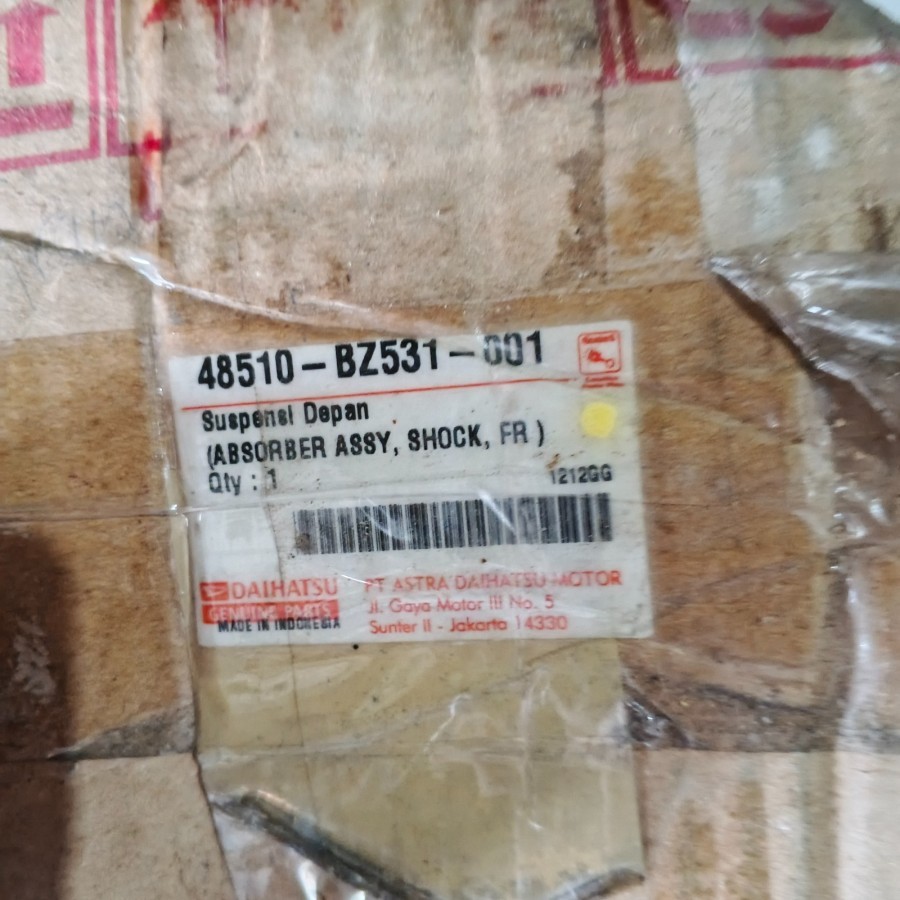 48510-BZ531-001
Suspensi Depan
(ABSORBER ASSY, SHOCK, FR )
Qty : 1
1212GG
DAIHATSU
GENUINE PARTS
MADE IN INDONESIA
PT ASTRA DAIHATSU MOTOR
Jl. Gaya Motor III No. 5
Sunter II - Jakarta 14330